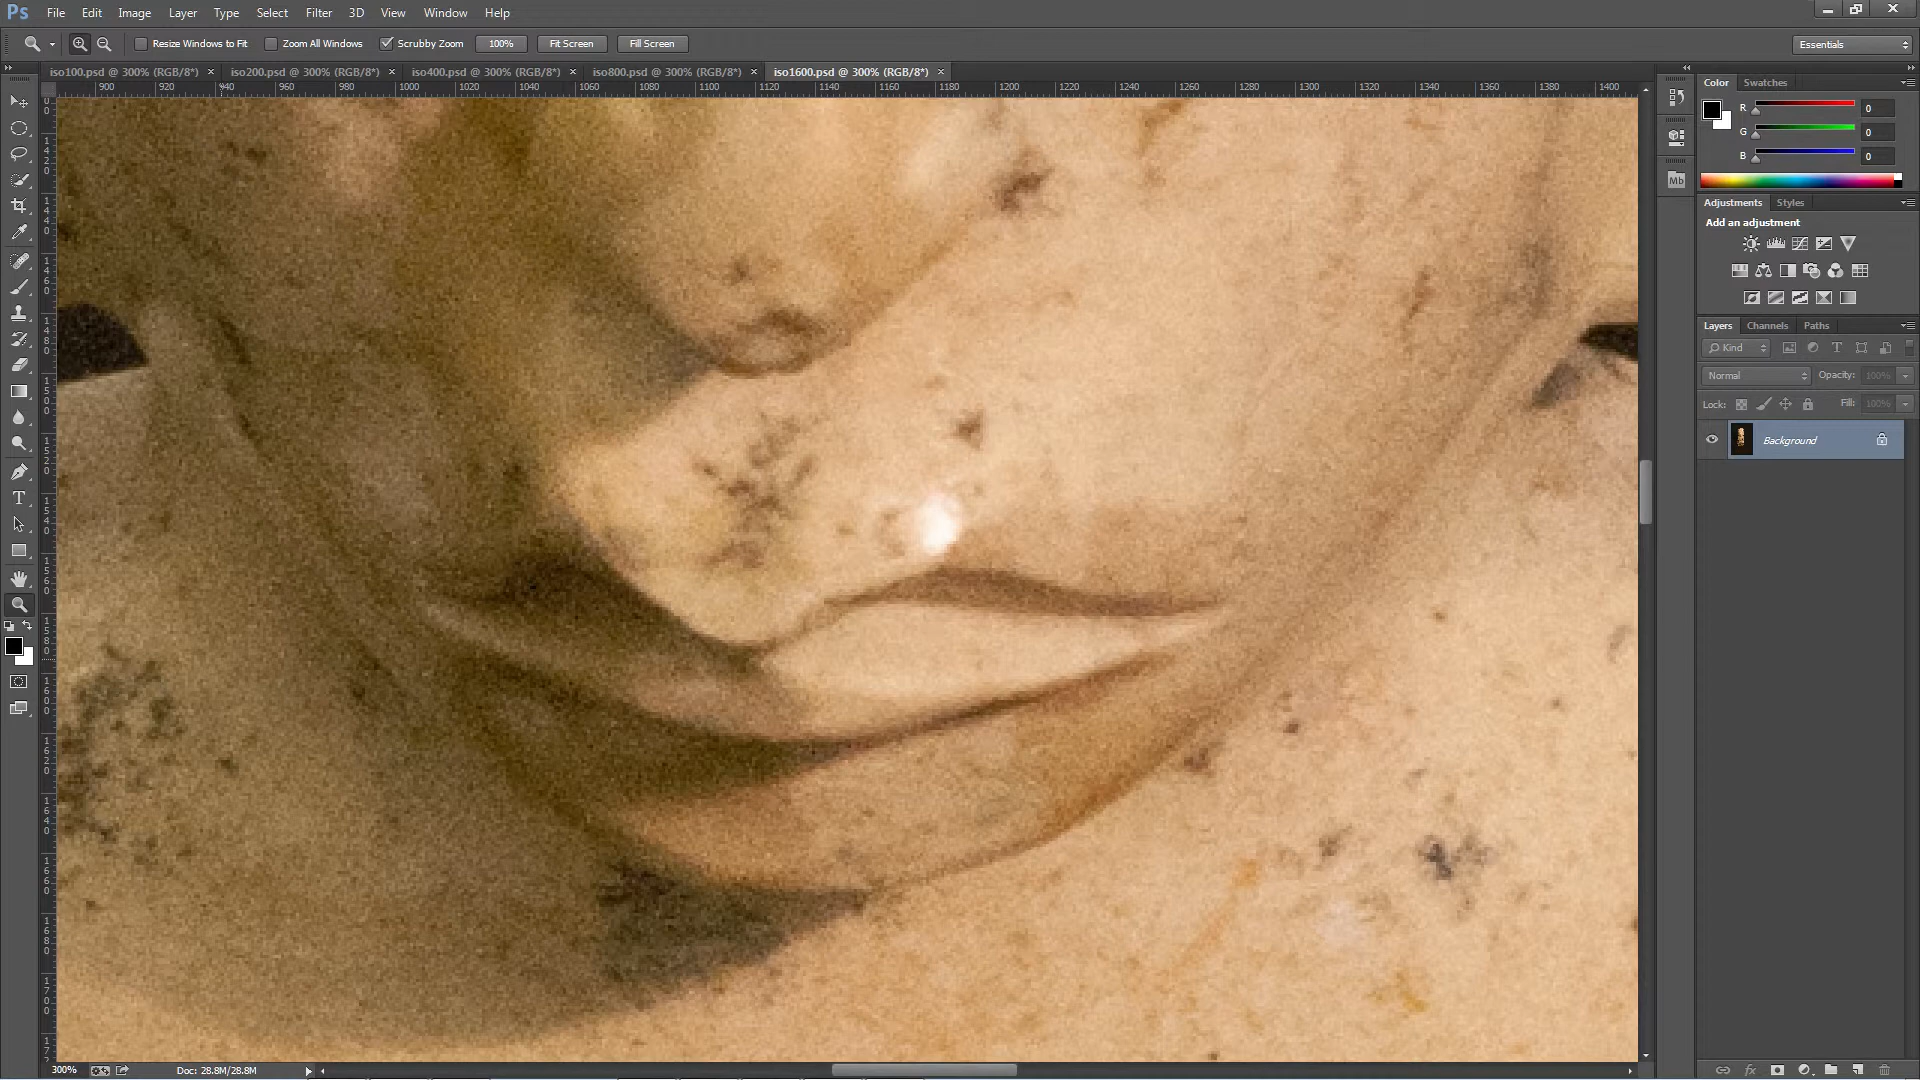 Ps File Edit Image Layer Type Select Filter 3D View Window Help
Resize Windows to Fit Zoom All Windows Scrubby Zoom 100% Fit Screen Fill Screen Essentials
iso100.psd @ 300% (RGB/8*) iso200.psd @ 300% (RGB/8*) iso400.psd @ 300% (RGB/8*) iso800.psd @ 300% (RGB/8*) iso1600.psd @ 300% (RGB/8*)
900 920 940 960 980 1000 1020 1040 1060 1080 1100 1120 1140 1160 1180 1200 1220 1240 1260 1280 1300 1320 1340 1360 1380 1400
Color Swatches
R 0
G 0
B 0
Mb
Adjustments Styles
Add an adjustment
Layers Channels Paths
Kind
Normal Opacity: 100%
Lock: Fill: 100%
Background
T
300% Doc: 28.8M/28.8M
fx